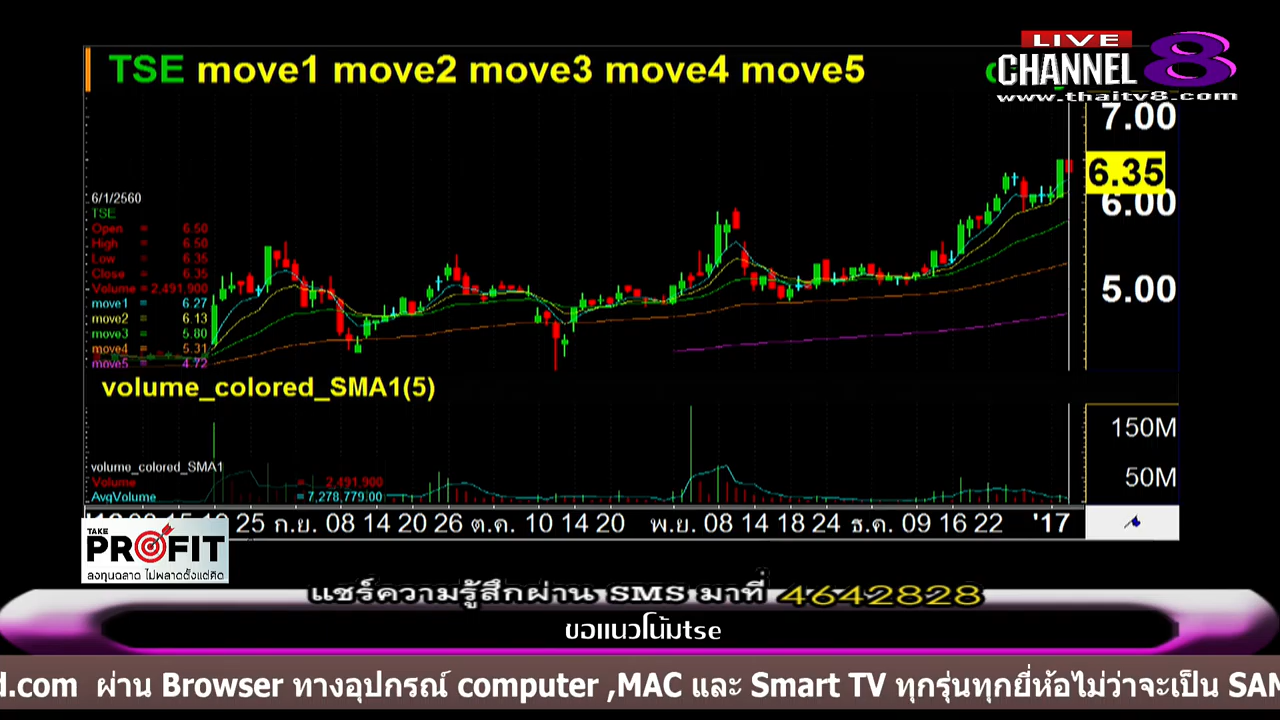 TSE move1 move2 move3 move4 move5
LIVE
CHANNEL 8
www.thaitv8.com
7.00
6.35
6.00
5.00
6/1/2560
TSE
Open = 6.50
High = 6.50
Low = 6.35
Close = 6.35
Volume = 2,491,900
move1 = 6.27
move2 = 6.13
move3 = 5.80
move4 = 5.31
move5 = 4.72
volume_colored_SMA1(5)
150M
50M
volume_colored_SMA1
Volume = 2,491,900
AvgVolume = 7,278,779.00
25 ก.ย. 08 14 20 26 ต.ค. 10 14 20 พ.ย. 08 14 18 24 ธ.ค. 09 16 22 '17
TAKE
PROFIT
ลงทุนฉลาด ไม่พลาดตั้งแต่คิด
แชร์ความรู้สึกผ่าน SMS มาที่ 4642828
ขอแนวโน้มtse
d.com ผ่าน Browser ทางอุปกรณ์ computer ,MAC และ Smart TV ทุกรุ่นทุกยี่ห้อไม่ว่าจะเป็น SAN